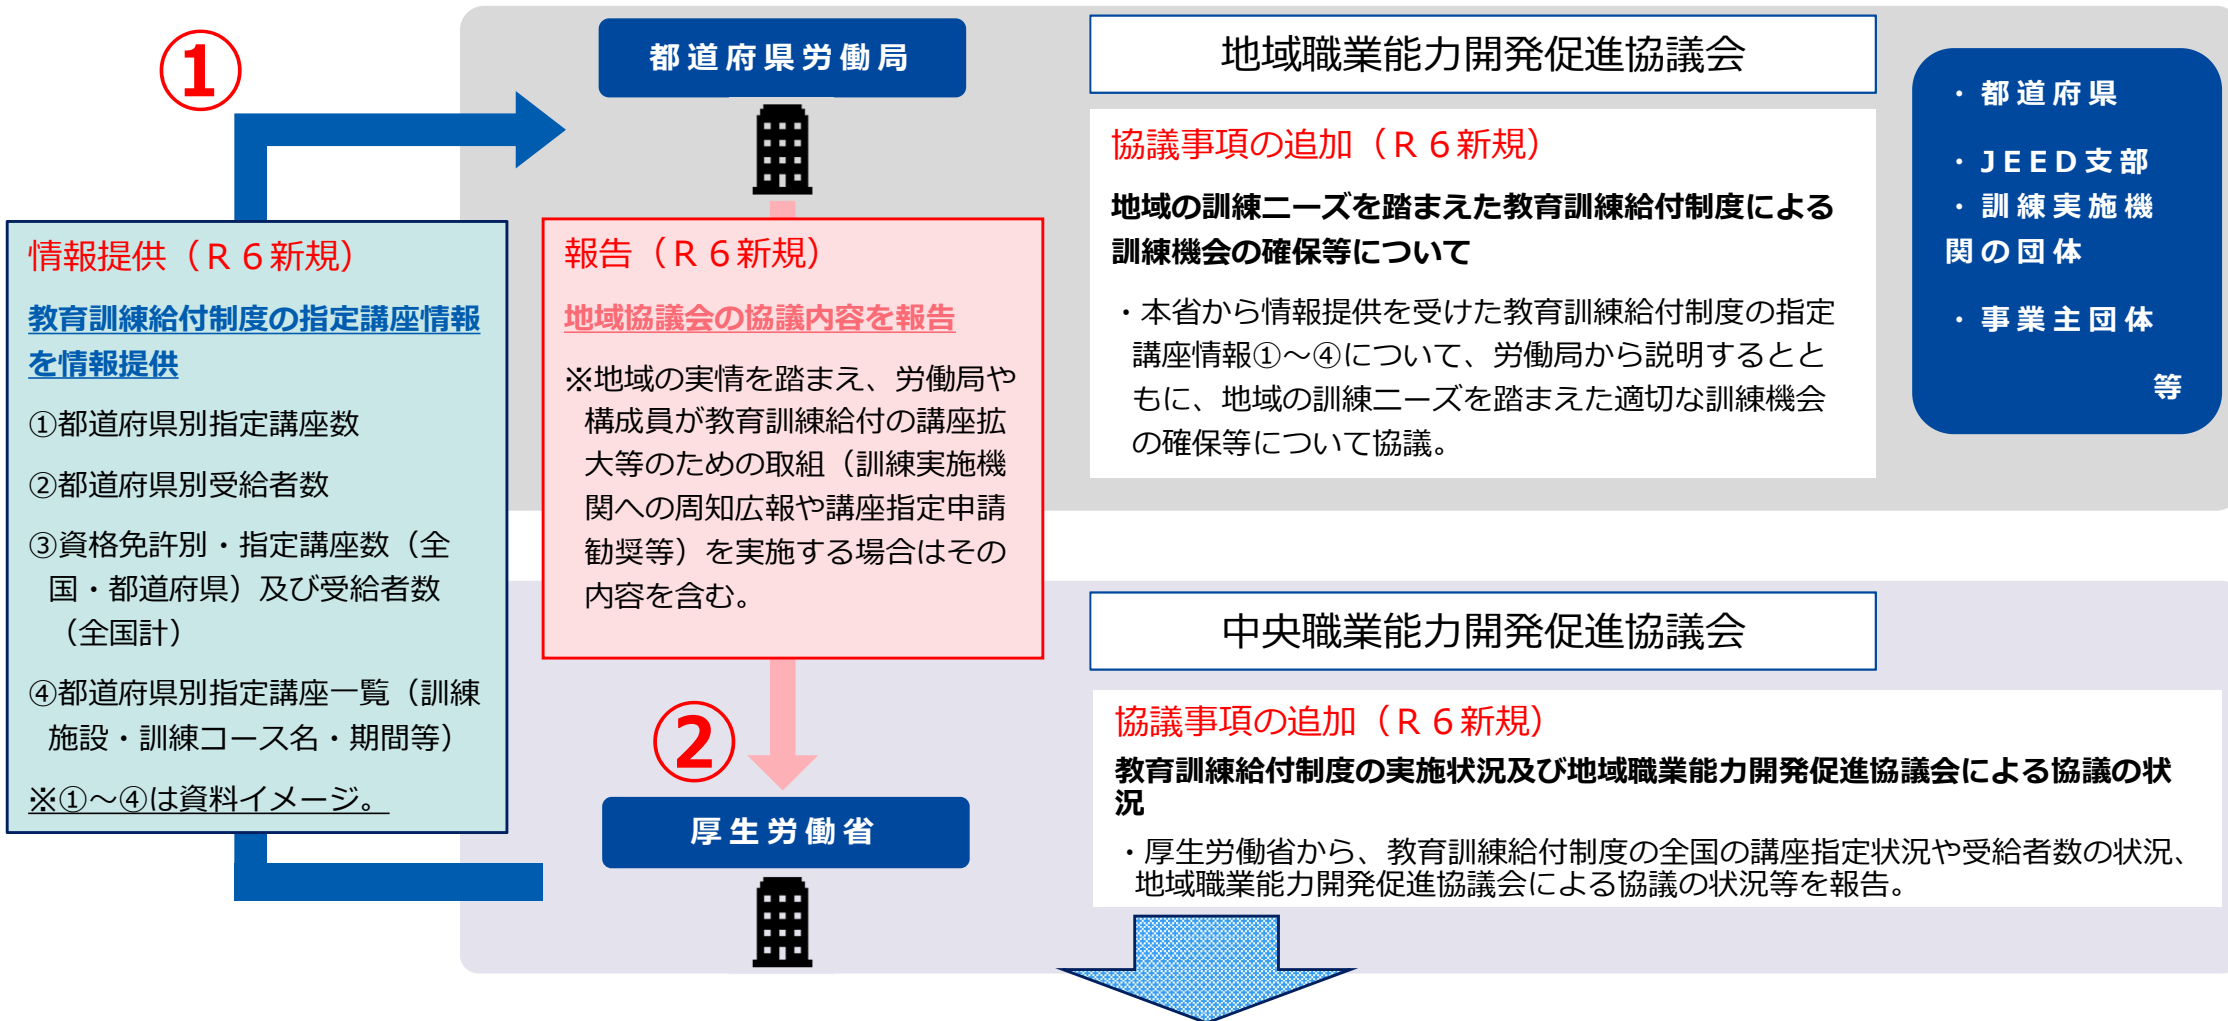 ①
都道府県労働局
地域職業能力開発促進協議会
協議事項の追加（Ｒ６新規）
地域の訓練ニーズを踏まえた教育訓練給付制度による
訓練機会の確保等について
・本省から情報提供を受けた教育訓練給付制度の指定
講座情報①～④について、労働局から説明するとと
もに、地域の訓練ニーズを踏まえた適切な訓練機会
の確保等について協議。
・都道府県
・JEED支部
・訓練実施機
関の団体
・事業主団体
等
情報提供（Ｒ６新規）
教育訓練給付制度の指定講座情報
を情報提供
①都道府県別指定講座数
②都道府県別受給者数
③資格免許別・指定講座数（全
国・都道府県）及び受給者数
（全国計）
④都道府県別指定講座一覧（訓練
施設・訓練コース名・期間等）
※①～④は資料イメージ。
報告（Ｒ６新規）
地域協議会の協議内容を報告
※地域の実情を踏まえ、労働局や
構成員が教育訓練給付の講座拡
大等のための取組（訓練実施機
関への周知広報や講座指定申請
勧奨等）を実施する場合はその
内容を含む。
②
厚生労働省
中央職業能力開発促進協議会
協議事項の追加（Ｒ６新規）
教育訓練給付制度の実施状況及び地域職業能力開発促進協議会による協議の状
況
・厚生労働省から、教育訓練給付制度の全国の講座指定状況や受給者数の状況、
地域職業能力開発促進協議会による協議の状況等を報告。